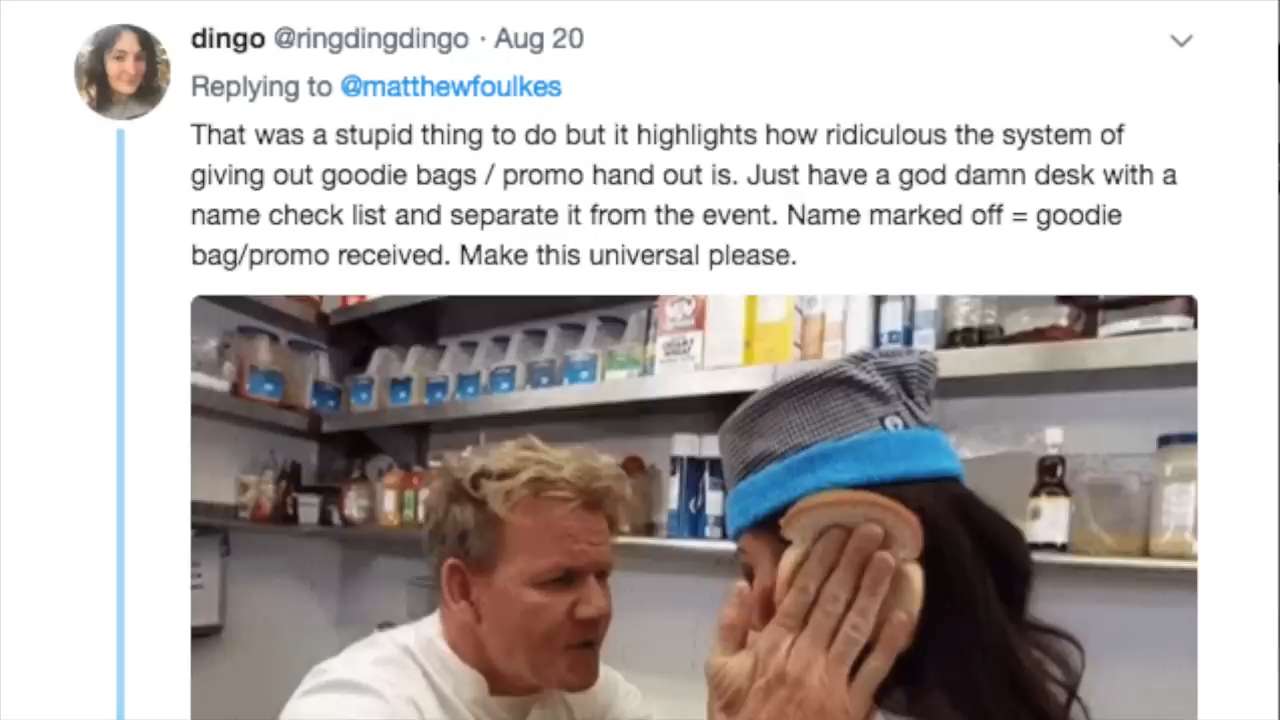 dingo @ringdingdingo · Aug 20
Replying to @matthewfoulkes
That was a stupid thing to do but it highlights how ridiculous the system of
giving out goodie bags / promo hand out is. Just have a god damn desk with a
name check list and separate it from the event. Name marked off = goodie
bag/promo received. Make this universal please.